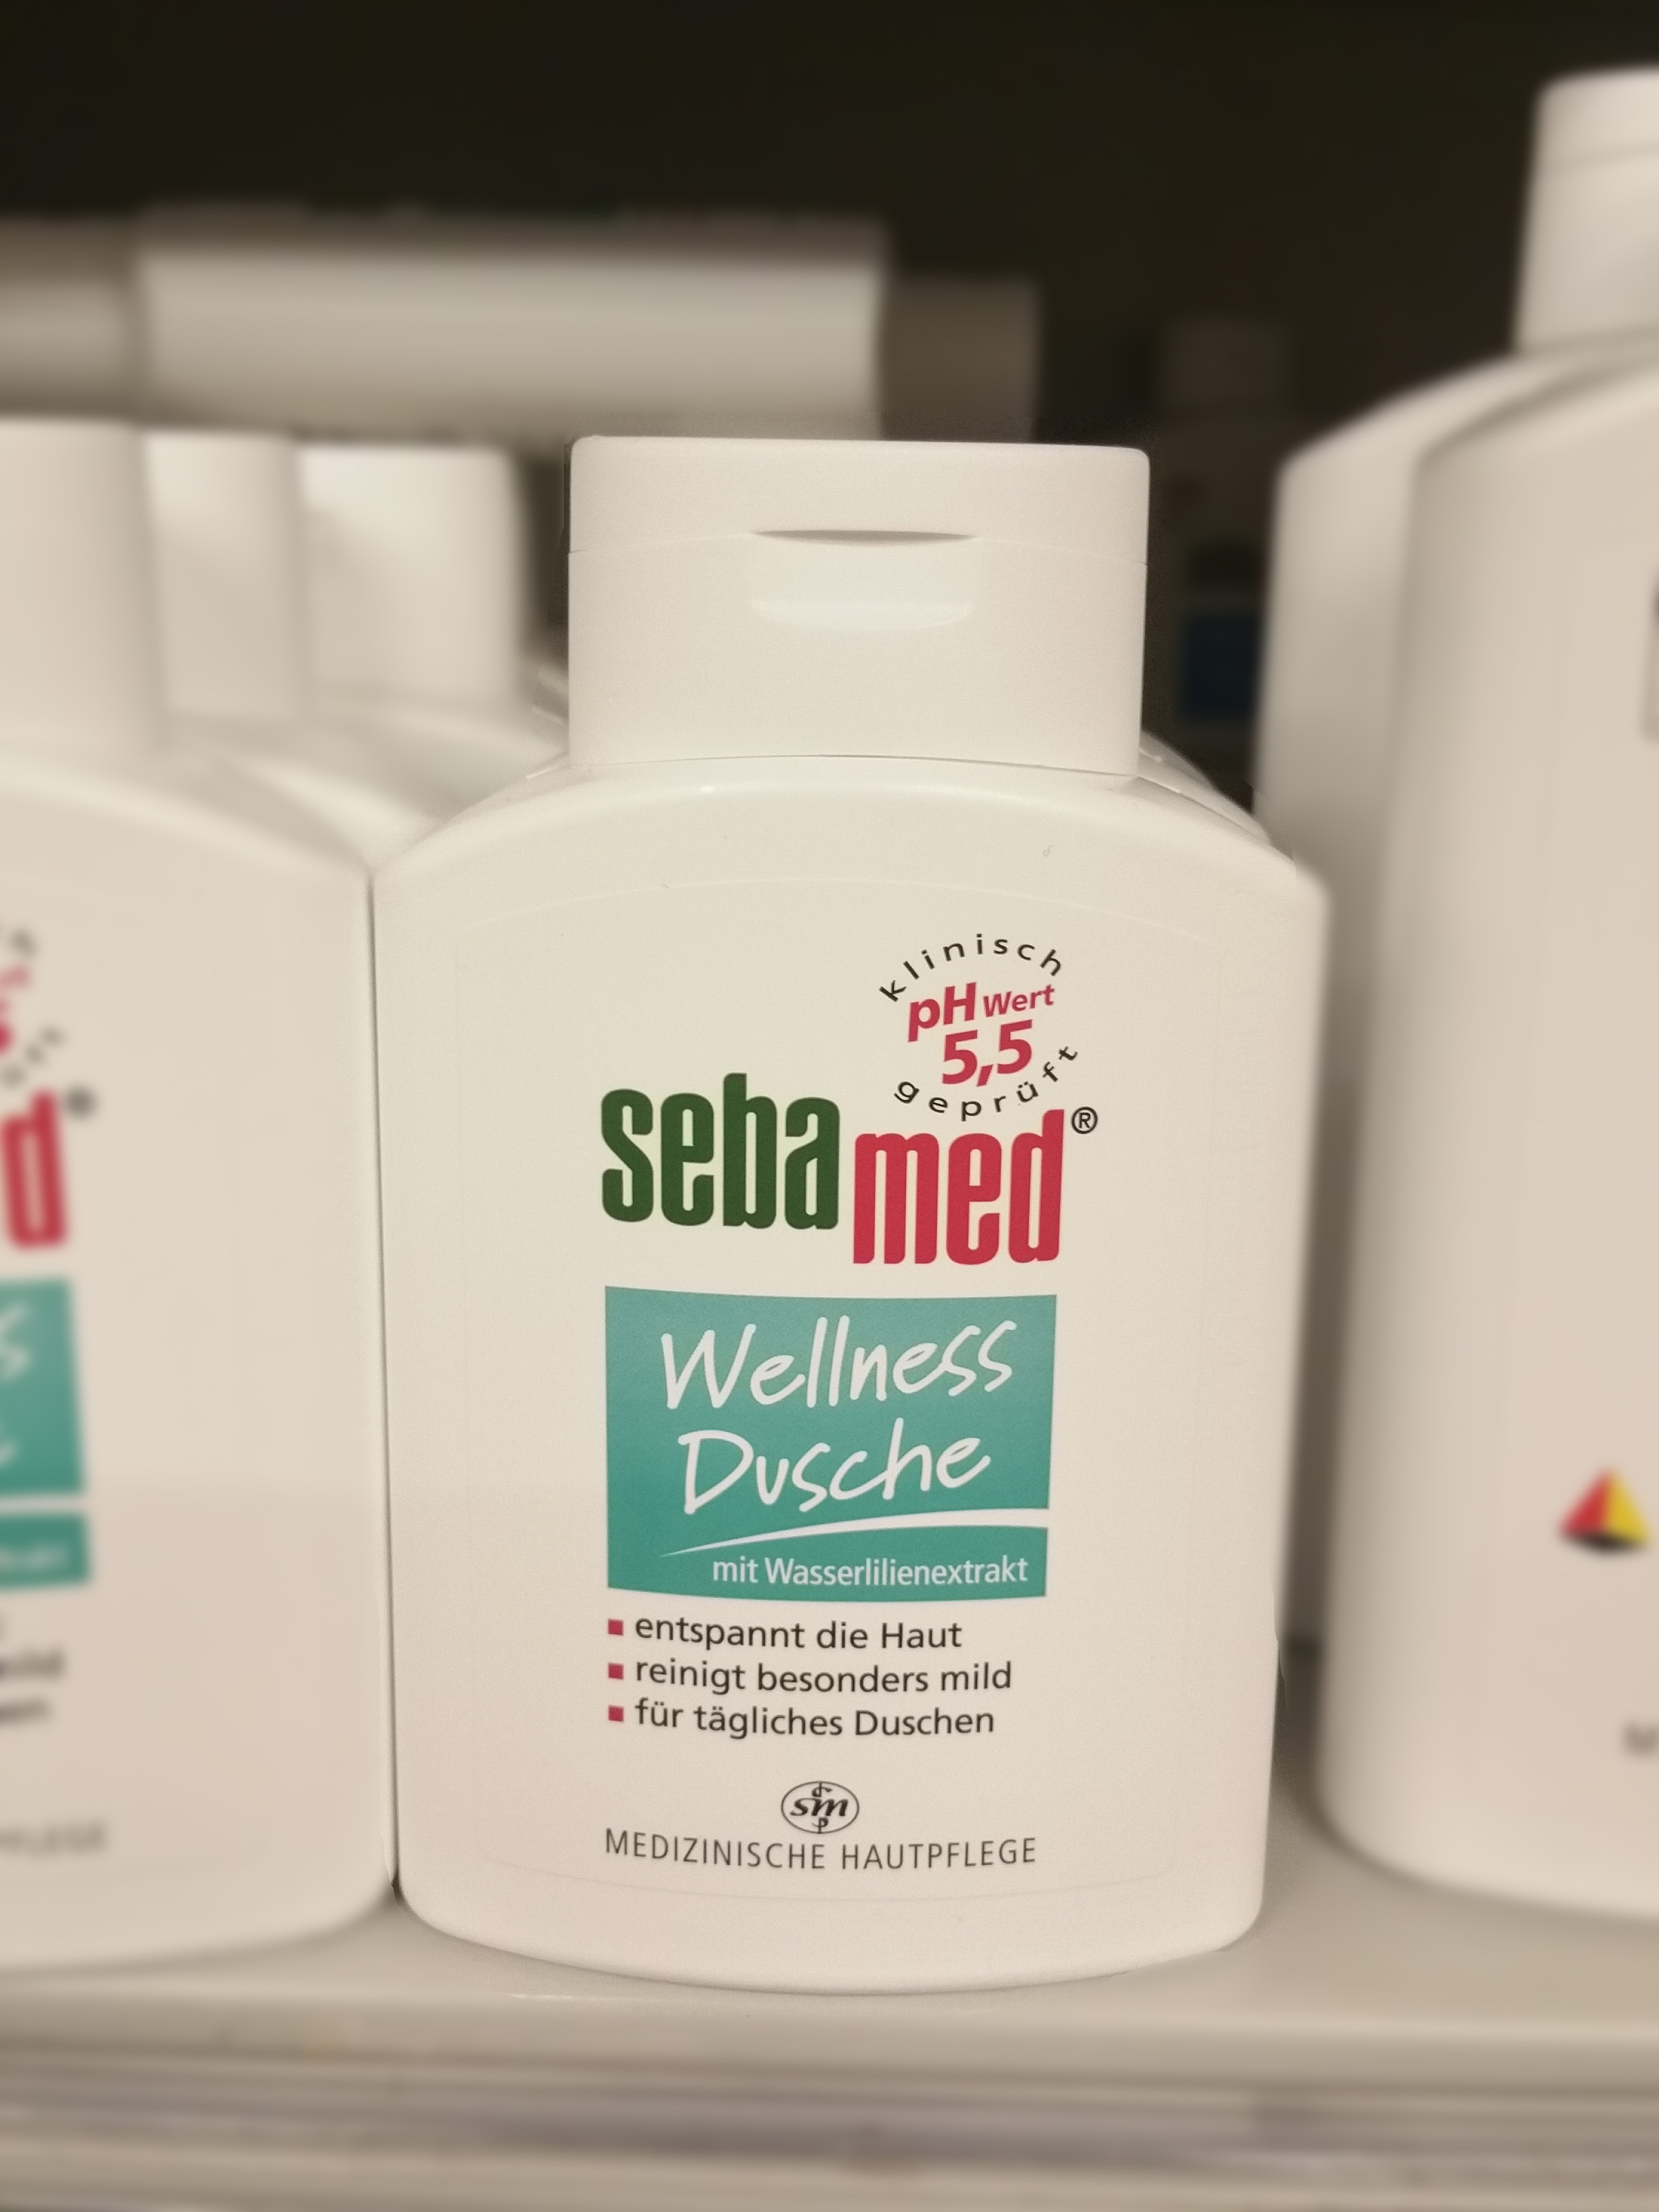 klinisch
pH Wert
5,5
geprüft
sebamed®
Wellness
Dusche
mit Wasserlilienextrakt
entspannt die Haut
reinigt besonders mild
für tägliches Duschen
sm
MEDIZINISCHE HAUTPFLEGE